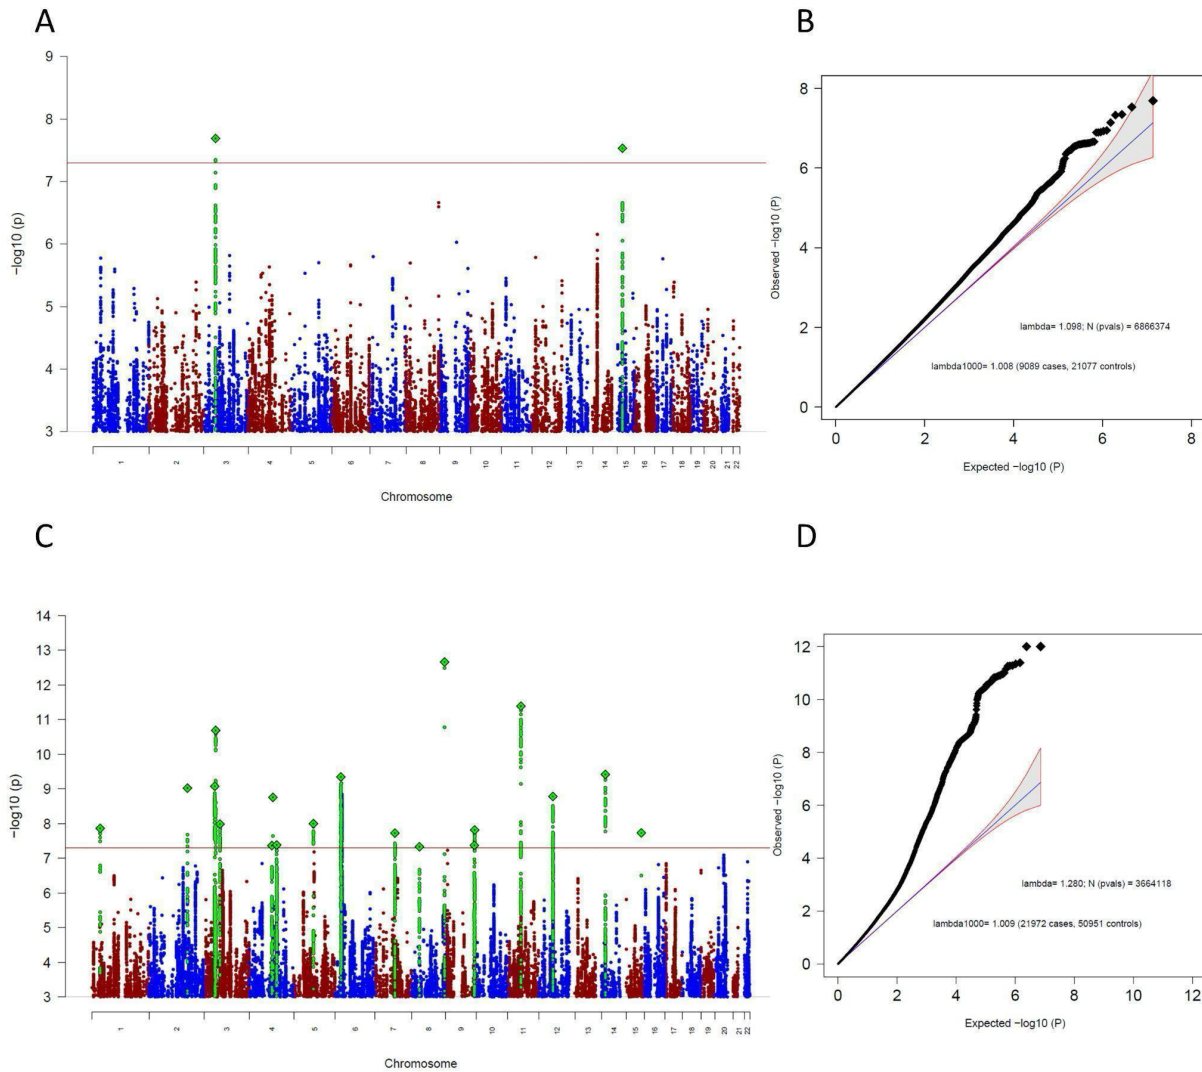 A
B
9
8
7
6
5
4
3
−log10 (p)
1 2 3 4 5 6 7 8 9 10 11 12 13 14 15 16 17 18 19 20 21 22
Chromosome
8
6
4
2
0
Observed −log10 (P)
lambda= 1.098; N (pvals) = 6866374
lambda1000= 1.008 (9089 cases, 21077 controls)
0 2 4 6 8
Expected −log10 (P)
C
D
14
13
12
11
10
9
8
7
6
5
4
3
−log10 (p)
1 2 3 4 5 6 7 8 9 10 11 12 13 14 15 16 17 18 19 20 21 22
Chromosome
12
10
8
6
4
2
0
Observed −log10 (P)
lambda= 1.280; N (pvals) = 3664118
lambda1000= 1.009 (21972 cases, 50951 controls)
0 2 4 6 8 10 12
Expected −log10 (P)